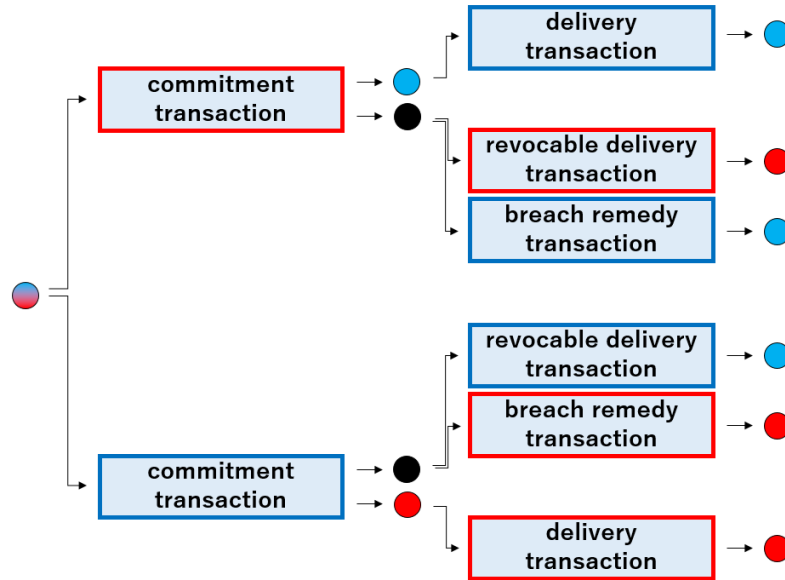 delivery
transaction
commitment
transaction
revocable delivery
transaction
breach remedy
transaction
revocable delivery
transaction
breach remedy
transaction
commitment
transaction
delivery
transaction